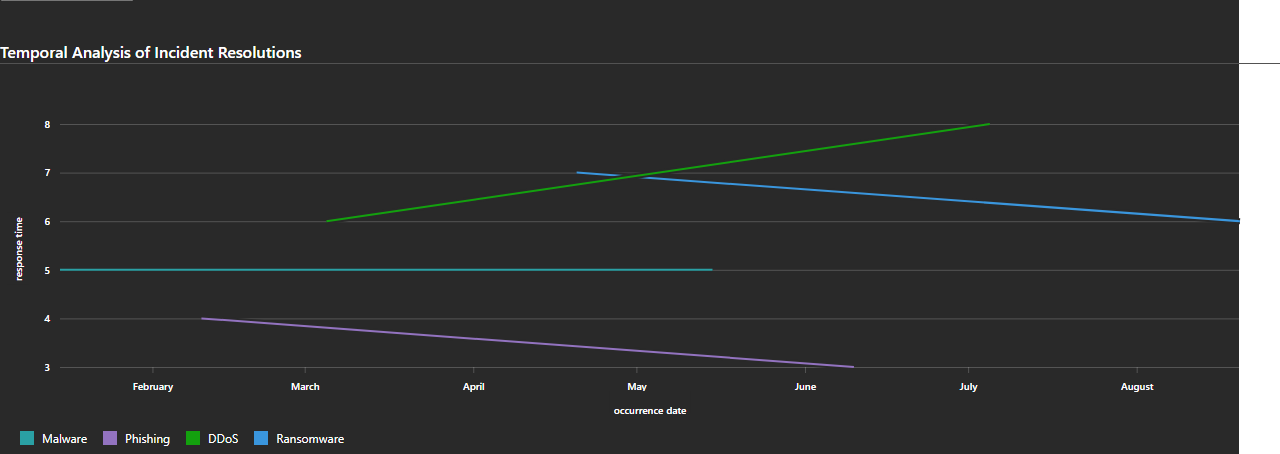 Temporal Analysis of Incident Resolutions
8
7
6
5
4
3
response time
February March April May June July August
occurrence date
Malware Phishing DDoS Ransomware